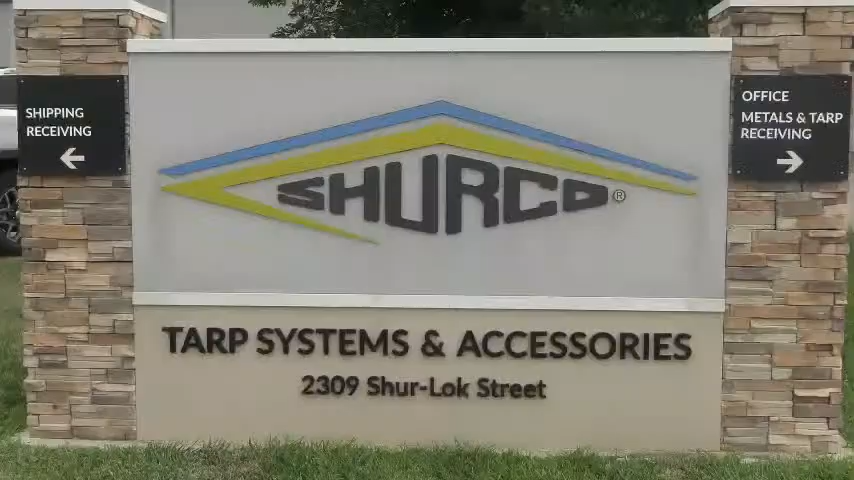 SHIPPING
RECEIVING
←
SHURCO®
TARP SYSTEMS & ACCESSORIES
2309 Shur-Lok Street
OFFICE
METALS & TARP
RECEIVING
→